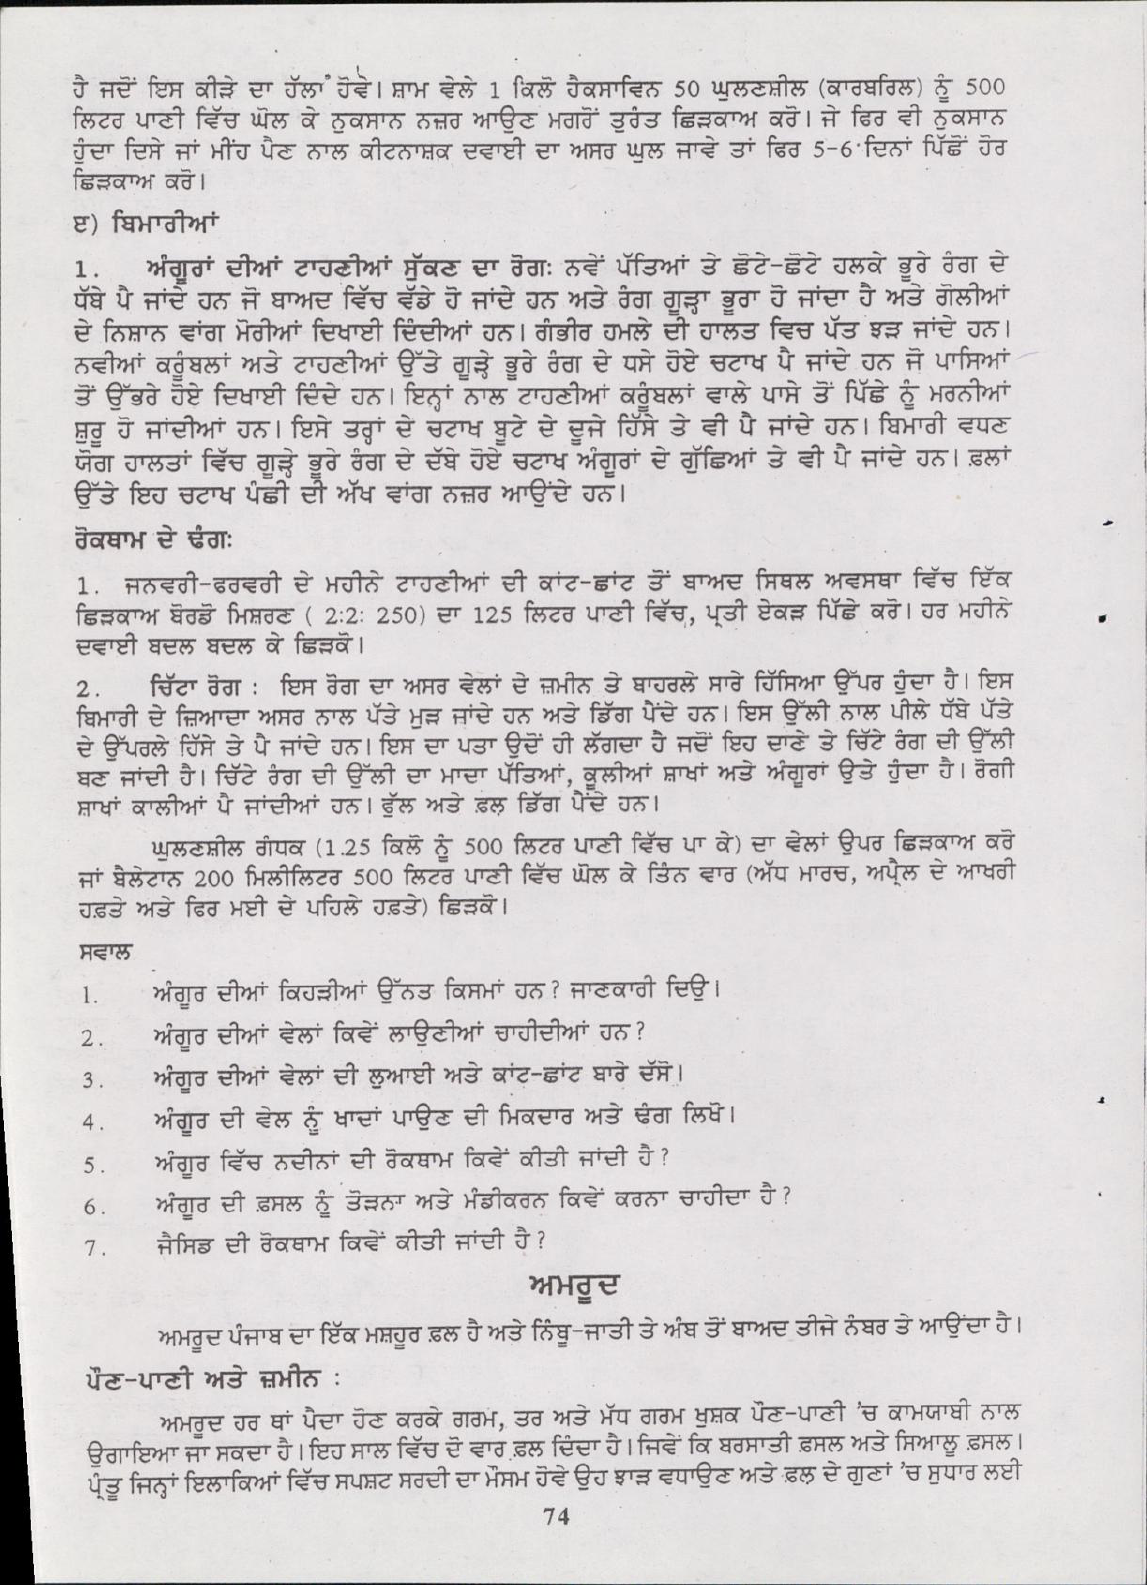 ਹੈ ਜਦੋਂ ਇਸ ਕੀੜੇ ਦਾ ਹੱਲਾ ਹੋਵੇ। ਸ਼ਾਮ ਵੇਲੇ 1 ਕਿਲੋ ਹੈਕਸਾਵਿਨ 50 ਘੁਲਣਸ਼ੀਲ (ਕਾਰਬਰਿਲ) ਨੂੰ 500
ਲਿਟਰ ਪਾਣੀ ਵਿੱਚ ਘੋਲ ਕੇ ਨੁਕਸਾਨ ਨਜ਼ਰ ਆਉਣ ਮਗਰੋਂ ਤੁਰੰਤ ਛਿੜਕਾਅ ਕਰੋ। ਜੇ ਫਿਰ ਵੀ ਨੁਕਸਾਨ
ਹੁੰਦਾ ਦਿਸੇ ਜਾਂ ਮੀਂਹ ਪੈਣ ਨਾਲ ਕੀਟਨਾਸ਼ਕ ਦਵਾਈ ਦਾ ਅਸਰ ਘੁਲ ਜਾਵੇ ਤਾਂ ਫਿਰ 5-6 ਦਿਨਾਂ ਪਿੱਛੋਂ ਹੋਰ
ਛਿੜਕਾਅ ਕਰੋ।
ੲ) ਬਿਮਾਰੀਆਂ
1. ਅੰਗੂਰਾਂ ਦੀਆਂ ਟਾਹਣੀਆਂ ਸੁੱਕਣ ਦਾ ਰੋਗ: ਨਵੇਂ ਪੱਤਿਆਂ ਤੇ ਛੋਟੇ-ਛੋਟੇ ਹਲਕੇ ਭੂਰੇ ਰੰਗ ਦੇ
ਧੱਬੇ ਪੈ ਜਾਂਦੇ ਹਨ ਜੋ ਬਾਅਦ ਵਿੱਚ ਵੱਡੇ ਹੋ ਜਾਂਦੇ ਹਨ ਅਤੇ ਰੰਗ ਗੂੜ੍ਹਾ ਭੂਰਾ ਹੋ ਜਾਂਦਾ ਹੈ ਅਤੇ ਗੋਲੀਆਂ
ਦੇ ਨਿਸ਼ਾਨ ਵਾਂਗ ਮੋਰੀਆਂ ਦਿਖਾਈ ਦਿੰਦੀਆਂ ਹਨ। ਗੰਭੀਰ ਹਮਲੇ ਦੀ ਹਾਲਤ ਵਿਚ ਪੱਤ ਝੜ ਜਾਂਦੇ ਹਨ।
ਨਵੀਆਂ ਕਰੂੰਬਲਾਂ ਅਤੇ ਟਾਹਣੀਆਂ ਉੱਤੇ ਗੂੜ੍ਹੇ ਭੂਰੇ ਰੰਗ ਦੇ ਧਸੇ ਹੋਏ ਚਟਾਖ ਪੈ ਜਾਂਦੇ ਹਨ ਜੋ ਪਾਸਿਆਂ
ਤੋਂ ਉੱਭਰੇ ਹੋਏ ਦਿਖਾਈ ਦਿੰਦੇ ਹਨ। ਇਨ੍ਹਾਂ ਨਾਲ ਟਾਹਣੀਆਂ ਕਰੂੰਬਲਾਂ ਵਾਲੇ ਪਾਸੇ ਤੋਂ ਪਿੱਛੇ ਨੂੰ ਮਰਨੀਆਂ
ਸ਼ੁਰੂ ਹੋ ਜਾਂਦੀਆਂ ਹਨ। ਇਸੇ ਤਰ੍ਹਾਂ ਦੇ ਚਟਾਖ ਬੂਟੇ ਦੇ ਦੂਜੇ ਹਿੱਸੇ ਤੇ ਵੀ ਪੈ ਜਾਂਦੇ ਹਨ। ਬਿਮਾਰੀ ਵਧਣ
ਯੋਗ ਹਾਲਤਾਂ ਵਿੱਚ ਗੂੜ੍ਹੇ ਭੂਰੇ ਰੰਗ ਦੇ ਦੱਬੇ ਹੋਏ ਚਟਾਖ ਅੰਗੂਰਾਂ ਦੇ ਗੁੱਛਿਆਂ ਤੇ ਵੀ ਪੈ ਜਾਂਦੇ ਹਨ। ਫ਼ਲਾਂ
ਉੱਤੇ ਇਹ ਚਟਾਖ ਪੰਛੀ ਦੀ ਅੱਖ ਵਾਂਗ ਨਜ਼ਰ ਆਉਂਦੇ ਹਨ।
ਰੋਕਥਾਮ ਦੇ ਢੰਗ:
1. ਜਨਵਰੀ-ਫਰਵਰੀ ਦੇ ਮਹੀਨੇ ਟਾਹਣੀਆਂ ਦੀ ਕਾਂਟ-ਛਾਂਟ ਤੋਂ ਬਾਅਦ ਸਿਥਲ ਅਵਸਥਾ ਵਿੱਚ ਇੱਕ
ਛਿੜਕਾਅ ਬੋਰਡੋ ਮਿਸ਼ਰਣ ( 2:2: 250) ਦਾ 125 ਲਿਟਰ ਪਾਣੀ ਵਿੱਚ, ਪ੍ਰਤੀ ਏਕੜ ਪਿੱਛੇ ਕਰੋ। ਹਰ ਮਹੀਨੇ
ਦਵਾਈ ਬਦਲ ਬਦਲ ਕੇ ਛਿੜਕੋ।
2. ਚਿੱਟਾ ਰੋਗ : ਇਸ ਰੋਗ ਦਾ ਅਸਰ ਵੇਲਾਂ ਦੇ ਜ਼ਮੀਨ ਤੇ ਬਾਹਰਲੇ ਸਾਰੇ ਹਿੱਸਿਆ ਉੱਪਰ ਹੁੰਦਾ ਹੈ। ਇਸ
ਬਿਮਾਰੀ ਦੇ ਜ਼ਿਆਦਾ ਅਸਰ ਨਾਲ ਪੱਤੇ ਮੁੜ ਜਾਂਦੇ ਹਨ ਅਤੇ ਡਿੱਗ ਪੈਂਦੇ ਹਨ। ਇਸ ਉੱਲੀ ਨਾਲ ਪੀਲੇ ਧੱਬੇ ਪੱਤੇ
ਦੇ ਉੱਪਰਲੇ ਹਿੱਸੇ ਤੇ ਪੈ ਜਾਂਦੇ ਹਨ। ਇਸ ਦਾ ਪਤਾ ਉਦੋਂ ਹੀ ਲੱਗਦਾ ਹੈ ਜਦੋਂ ਇਹ ਦਾਣੇ ਤੇ ਚਿੱਟੇ ਰੰਗ ਦੀ ਉੱਲੀ
ਬਣ ਜਾਂਦੀ ਹੈ। ਚਿੱਟੇ ਰੰਗ ਦੀ ਉੱਲੀ ਦਾ ਮਾਦਾ ਪੱਤਿਆਂ, ਕੂਲੀਆਂ ਸ਼ਾਖਾਂ ਅਤੇ ਅੰਗੂਰਾਂ ਉਤੇ ਹੁੰਦਾ ਹੈ। ਰੋਗੀ
ਸ਼ਾਖਾਂ ਕਾਲੀਆਂ ਪੈ ਜਾਂਦੀਆਂ ਹਨ। ਫੁੱਲ ਅਤੇ ਫ਼ਲ਼ ਡਿੱਗ ਪੈਂਦੇ ਹਨ।
ਘੁਲਣਸ਼ੀਲ ਗੰਧਕ (1.25 ਕਿਲੋ ਨੂੰ 500 ਲਿਟਰ ਪਾਣੀ ਵਿੱਚ ਪਾ ਕੇ) ਦਾ ਵੇਲਾਂ ਉਪਰ ਛਿੜਕਾਅ ਕਰੋ
ਜਾਂ ਬੈਲੇਟਾਨ 200 ਮਿਲੀਲਿਟਰ 500 ਲਿਟਰ ਪਾਣੀ ਵਿੱਚ ਘੋਲ ਕੇ ਤਿੰਨ ਵਾਰ (ਅੱਧ ਮਾਰਚ, ਅਪ੍ਰੈਲ ਦੇ ਆਖਰੀ
ਹਫ਼ਤੇ ਅਤੇ ਫਿਰ ਮਈ ਦੇ ਪਹਿਲੇ ਹਫ਼ਤੇ) ਛਿੜਕੋ।
ਸਵਾਲ
1. ਅੰਗੂਰ ਦੀਆਂ ਕਿਹੜੀਆਂ ਉੱਨਤ ਕਿਸਮਾਂ ਹਨ? ਜਾਣਕਾਰੀ ਦਿਉ।
2. ਅੰਗੂਰ ਦੀਆਂ ਵੇਲਾਂ ਕਿਵੇਂ ਲਾਉਣੀਆਂ ਚਾਹੀਦੀਆਂ ਹਨ?
3. ਅੰਗੂਰ ਦੀਆਂ ਵੇਲਾਂ ਦੀ ਲੁਆਈ ਅਤੇ ਕਾਂਟ-ਛਾਂਟ ਬਾਰੇ ਦੱਸੋ।
4. ਅੰਗੂਰ ਦੀ ਵੇਲ ਨੂੰ ਖਾਦਾਂ ਪਾਉਣ ਦੀ ਮਿਕਦਾਰ ਅਤੇ ਢੰਗ ਲਿਖੋ।
5. ਅੰਗੂਰ ਵਿੱਚ ਨਦੀਨਾਂ ਦੀ ਰੋਕਥਾਮ ਕਿਵੇਂ ਕੀਤੀ ਜਾਂਦੀ ਹੈ?
6. ਅੰਗੂਰ ਦੀ ਫ਼ਸਲ ਨੂੰ ਤੋੜਨਾ ਅਤੇ ਮੰਡੀਕਰਨ ਕਿਵੇਂ ਕਰਨਾ ਚਾਹੀਦਾ ਹੈ?
7. ਜੈਸਿਡ ਦੀ ਰੋਕਥਾਮ ਕਿਵੇਂ ਕੀਤੀ ਜਾਂਦੀ ਹੈ?
ਅਮਰੂਦ
ਅਮਰੂਦ ਪੰਜਾਬ ਦਾ ਇੱਕ ਮਸ਼ਹੂਰ ਫ਼ਲ ਹੈ ਅਤੇ ਨਿੰਬੂ-ਜਾਤੀ ਤੇ ਅੰਬ ਤੋਂ ਬਾਅਦ ਤੀਜੇ ਨੰਬਰ ਤੇ ਆਉਂਦਾ ਹੈ।
ਪੌਣ-ਪਾਣੀ ਅਤੇ ਜ਼ਮੀਨ :
ਅਮਰੂਦ ਹਰ ਥਾਂ ਪੈਦਾ ਹੋਣ ਕਰਕੇ ਗਰਮ, ਤਰ ਅਤੇ ਮੱਧ ਗਰਮ ਖੁਸ਼ਕ ਪੌਣ-ਪਾਣੀ 'ਚ ਕਾਮਯਾਬੀ ਨਾਲ
ਉਗਾਇਆ ਜਾ ਸਕਦਾ ਹੈ। ਇਹ ਸਾਲ ਵਿੱਚ ਦੋ ਵਾਰ ਫ਼ਲ ਦਿੰਦਾ ਹੈ। ਜਿਵੇਂ ਕਿ ਬਰਸਾਤੀ ਫ਼ਸਲ ਅਤੇ ਸਿਆਲੂ ਫ਼ਸਲ।
ਪ੍ਰੰਤੂ ਜਿਨ੍ਹਾਂ ਇਲਾਕਿਆਂ ਵਿੱਚ ਸਪਸ਼ਟ ਸਰਦੀ ਦਾ ਮੌਸਮ ਹੋਵੇ ਉਹ ਝਾੜ ਵਧਾਉਣ ਅਤੇ ਫ਼ਲ਼ ਦੇ ਗੁਣਾਂ 'ਚ ਸੁਧਾਰ ਲਈ
74